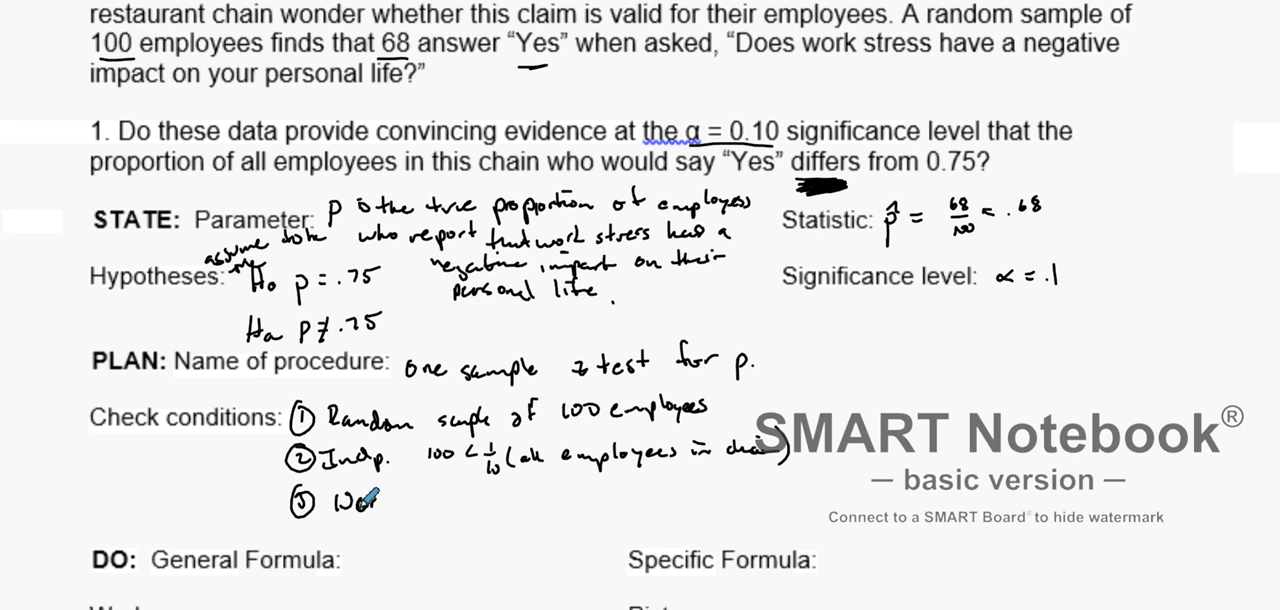 restaurant chain wonder whether this claim is valid for their employees. A random sample of
100 employees finds that 68 answer “Yes” when asked, “Does work stress have a negative
impact on your personal life?”
1. Do these data provide convincing evidence at the α = 0.10 significance level that the
proportion of all employees in this chain who would say “Yes” differs from 0.75?
STATE: Parameter: P is the true proportion of employees
who report that work stress has a
negative impact on their
personal life.
Statistic: p̂ = 68/100 = .68
assume to be true
Hypotheses: Ho p = .75
Ha P ≠ .75
Significance level: α = .1
PLAN: Name of procedure: one sample z test for p.
Check conditions: ① Random sample of 100 employees
② Indp. 100 < 1/10 (all employees in chain)
③ Nor
SMART Notebook®
— basic version —
Connect to a SMART Board® to hide watermark
DO: General Formula:
Specific Formula: